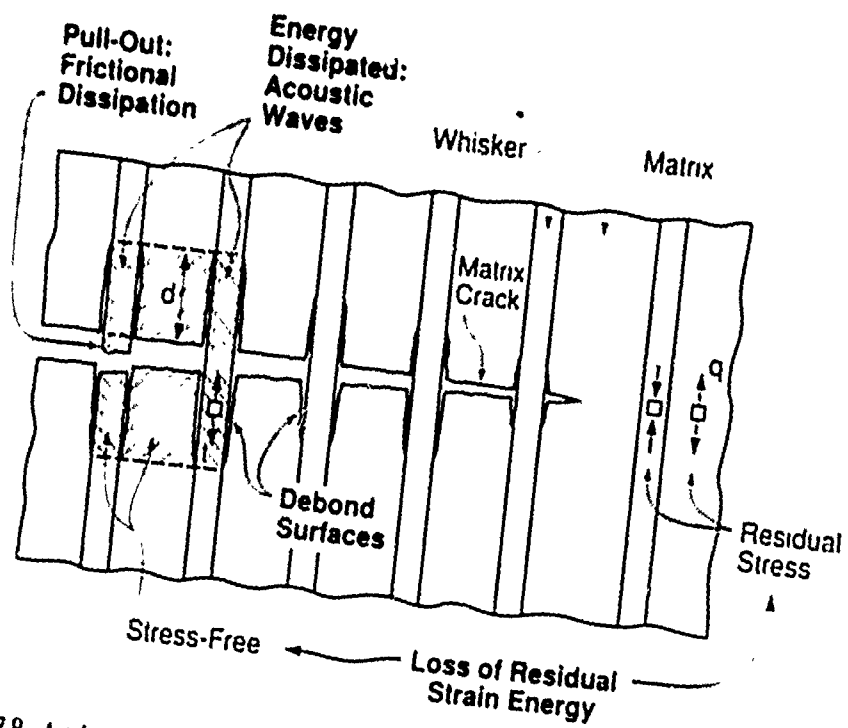 Pull-Out:
Frictional
Dissipation
Energy
Dissipated:
Acoustic
Waves
Whisker
Matrix
d
Matrix
Crack
q
Debond
Surfaces
Residual
Stress
Stress-Free
Loss of Residual
Strain Energy